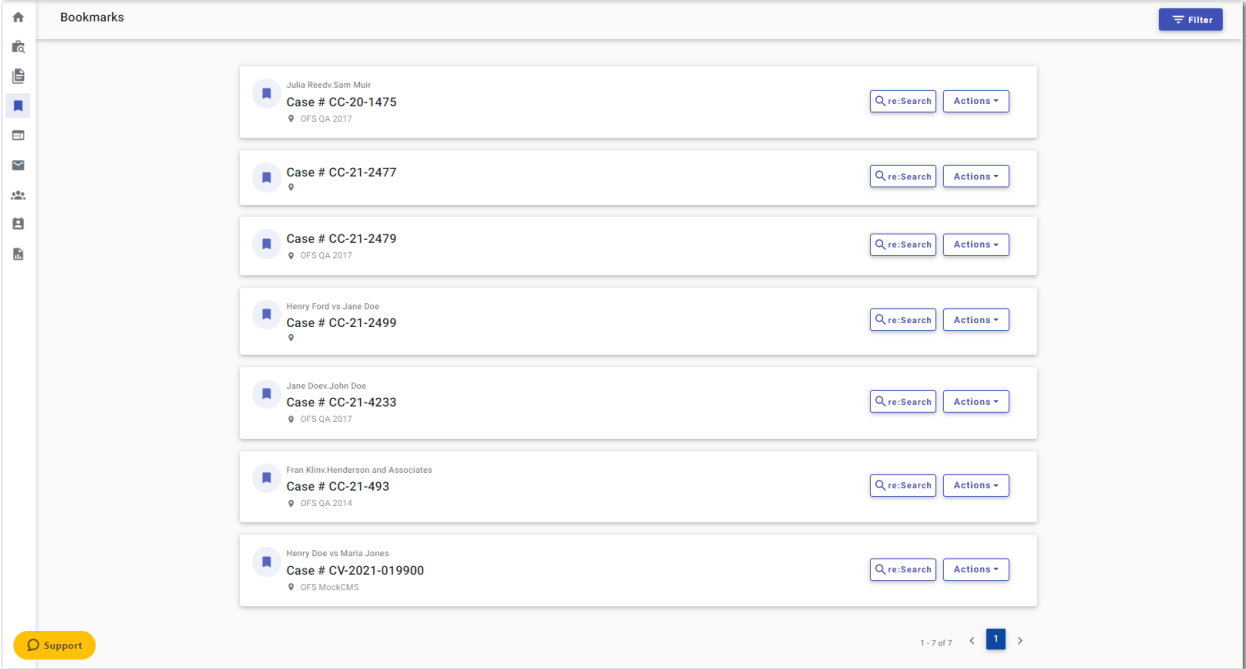 Bookmarks
Filter
Julia Reedv.Sam Muir
Case # CC-20-1475
OFS QA 2017
re:Search
Actions
Case # CC-21-2477
re:Search
Actions
Case # CC-21-2479
OFS QA 2017
re:Search
Actions
Henry Ford vs Jane Doe
Case # CC-21-2499
re:Search
Actions
Jane Doev.John Doe
Case # CC-21-4233
OFS QA 2017
re:Search
Actions
Fran Klinv.Henderson and Associates
Case # CC-21-493
OFS QA 2014
re:Search
Actions
Henry Doe vs Maria Jones
Case # CV-2021-019900
OFS MockCMS
re:Search
Actions
1 - 7 of 7
1
Support